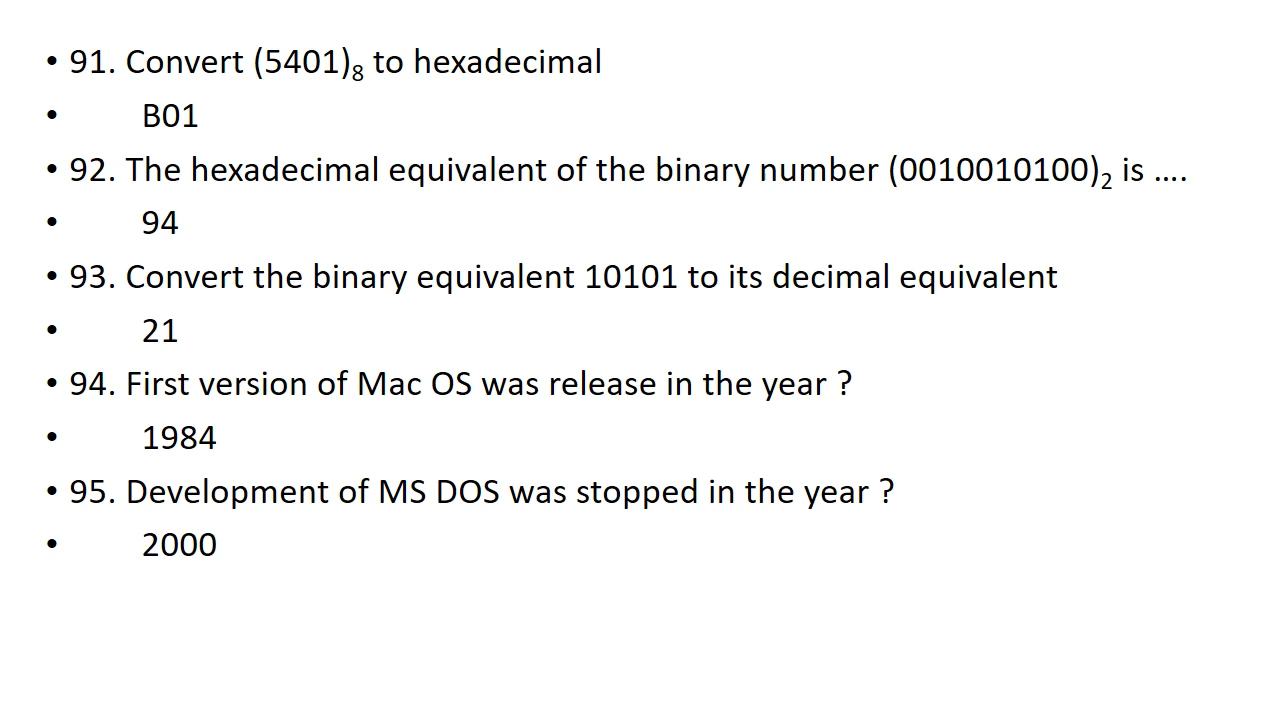 • 91. Convert (5401)₈ to hexadecimal
• B01
• 92. The hexadecimal equivalent of the binary number (0010010100)₂ is ....
• 94
• 93. Convert the binary equivalent 10101 to its decimal equivalent
• 21
• 94. First version of Mac OS was release in the year ?
• 1984
• 95. Development of MS DOS was stopped in the year ?
• 2000